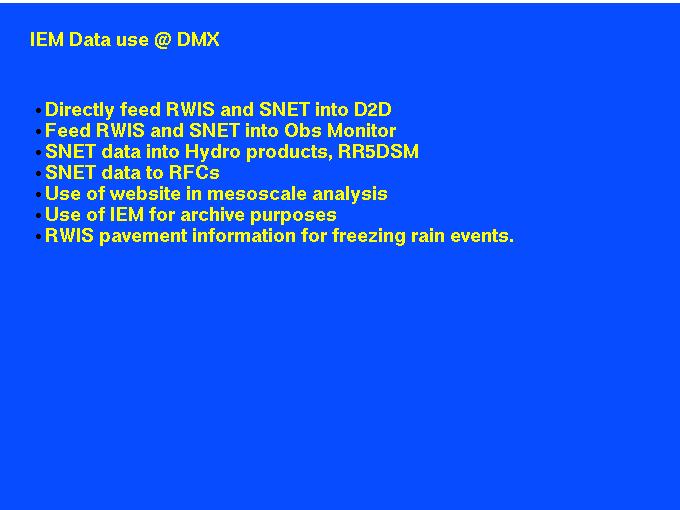 IEM Data use @ DMX
•Directly feed RWIS and SNET into D2D
•Feed RWIS and SNET into Obs Monitor
•SNET data into Hydro products, RR5DSM
•SNET data to RFCs
•Use of website in mesoscale analysis
•Use of IEM for archive purposes
•RWIS pavement information for freezing rain events.